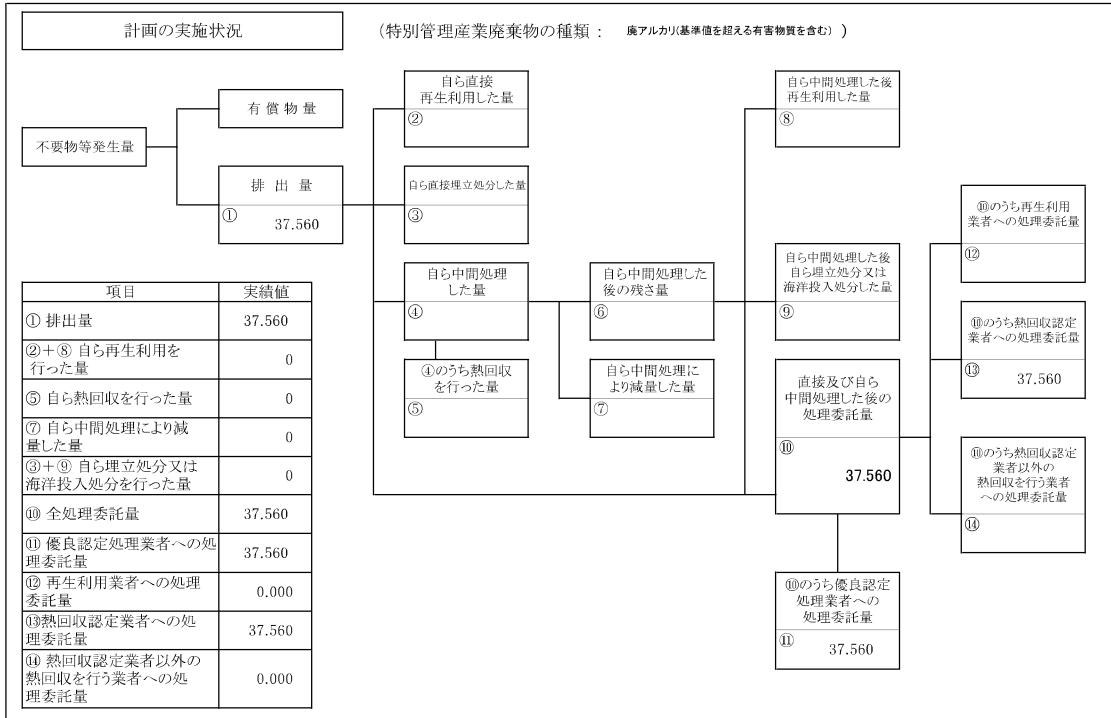 計画の実施状況
(特別管理産業廃棄物の種類： 廃アルカリ(基準値を超える有害物質を含む） )
不要物等発生量
有償物量
排出量
① 37.560
自ら直接
再生利用した量
②
自ら直接埋立処分した量
③
自ら中間処理
した量
④
④のうち熱回収
を行った量
⑤
自ら中間処理した
後の残さ量
⑥
自ら中間処理に
より減量した量
⑦
自ら中間処理した後
再生利用した量
⑧
自ら中間処理した後
自ら埋立処分又は
海洋投入処分した量
⑨
直接及び自ら
中間処理した後の
処理委託量
⑩
37.560
⑩のうち優良認定
処理業者への
処理委託量
⑪ 37.560
⑩のうち再生利用
業者への処理委託量
⑫
⑩のうち熱回収認定
業者への処理委託量
⑬ 37.560
⑩のうち熱回収認定
業者以外の
熱回収を行う業者
への処理委託量
⑭
項目 実績値
① 排出量 37.560
②＋⑧ 自ら再生利用を
行った量 0
⑤ 自ら熱回収を行った量 0
⑦ 自ら中間処理により減
量した量 0
③＋⑨ 自ら埋立処分又は
海洋投入処分を行った量 0
⑩ 全処理委託量 37.560
⑪ 優良認定処理業者への処
理委託量 37.560
⑫ 再生利用業者への処理
委託量 0.000
⑬熱回収認定業者への処
理委託量 37.560
⑭ 熱回収認定業者以外の
熱回収を行う業者への処
理委託量 0.000